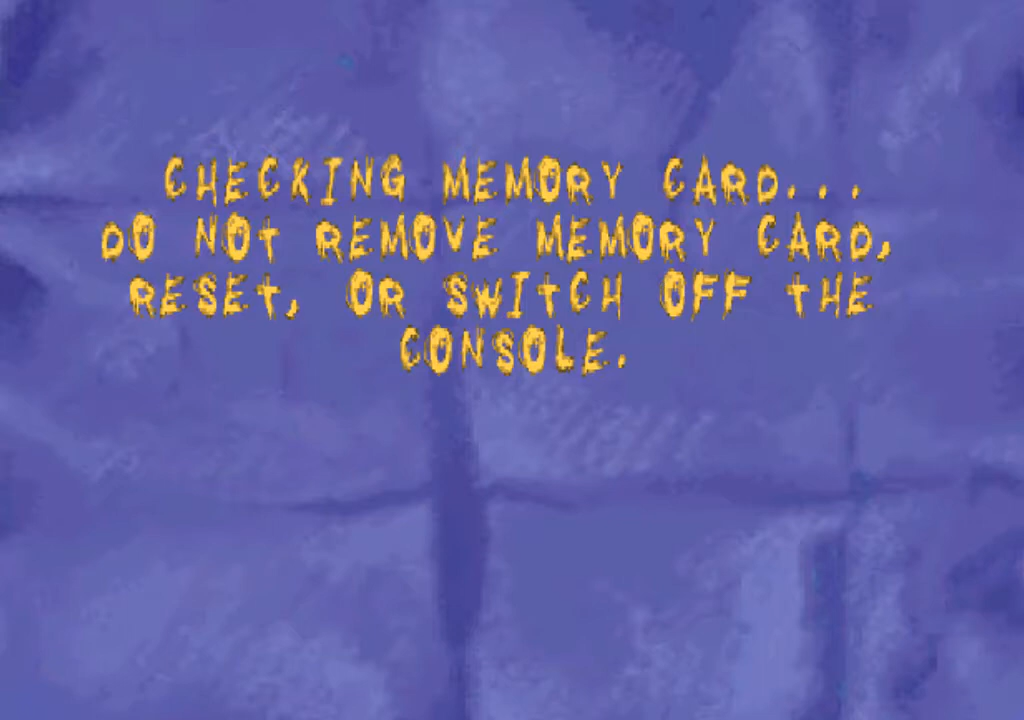 CHECKING MEMORY CARD...
DO NOT REMOVE MEMORY CARD,
RESET, OR SWITCH OFF THE
CONSOLE.